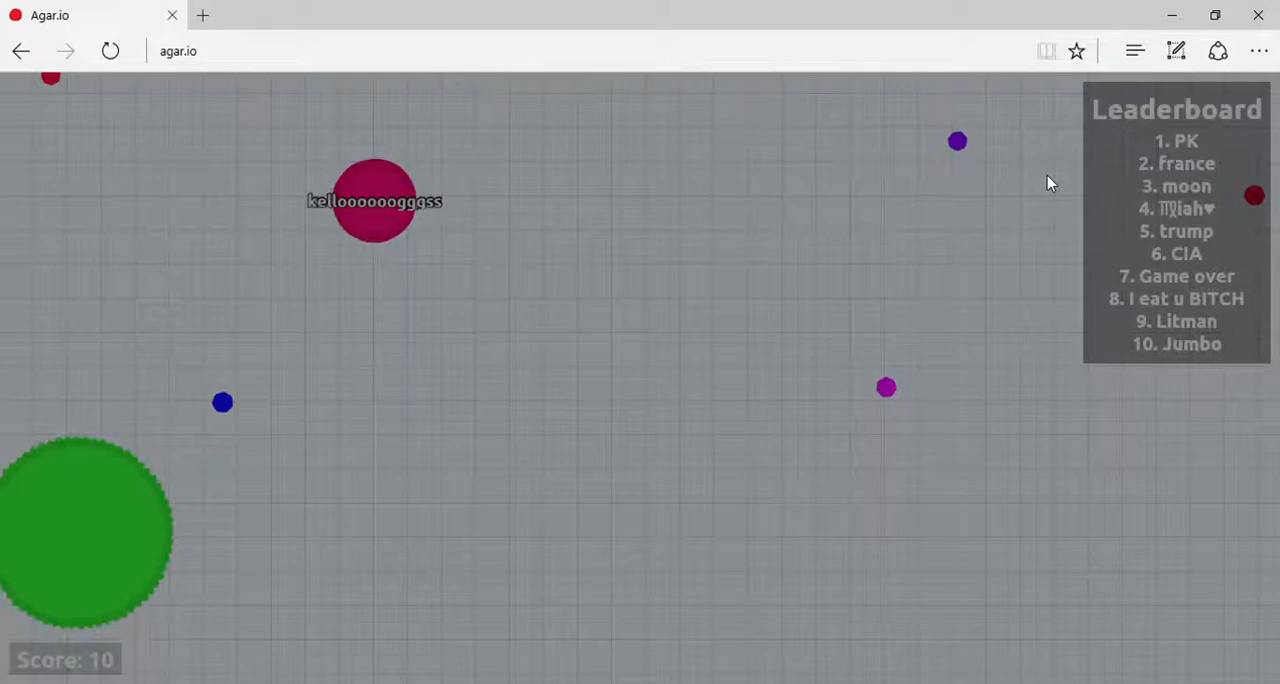 Agar.io
agar.io
kelloooooogggss
Leaderboard
1. PK
2. france
3. moon
4. ♍iah♥
5. trump
6. CIA
7. Game over
8. I eat u BITCH
9. Litman
10. Jumbo
Score: 10